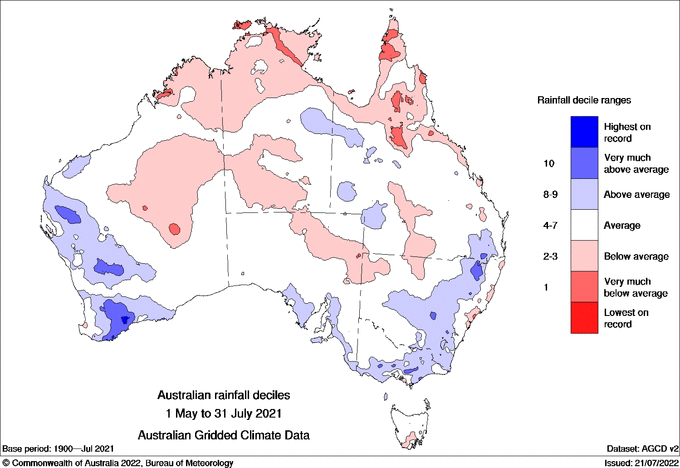 Rainfall decile ranges
Highest on
record
10
Very much
above average
8-9
Above average
4-7
Average
2-3
Below average
1
Very much
below average
Lowest on
record
Australian rainfall deciles
1 May to 31 July 2021
Australian Gridded Climate Data
Base period: 1900—Jul 2021
Dataset: AGCD v2
© Commonwealth of Australia 2022, Bureau of Meteorology
Issued: 21/07/2022